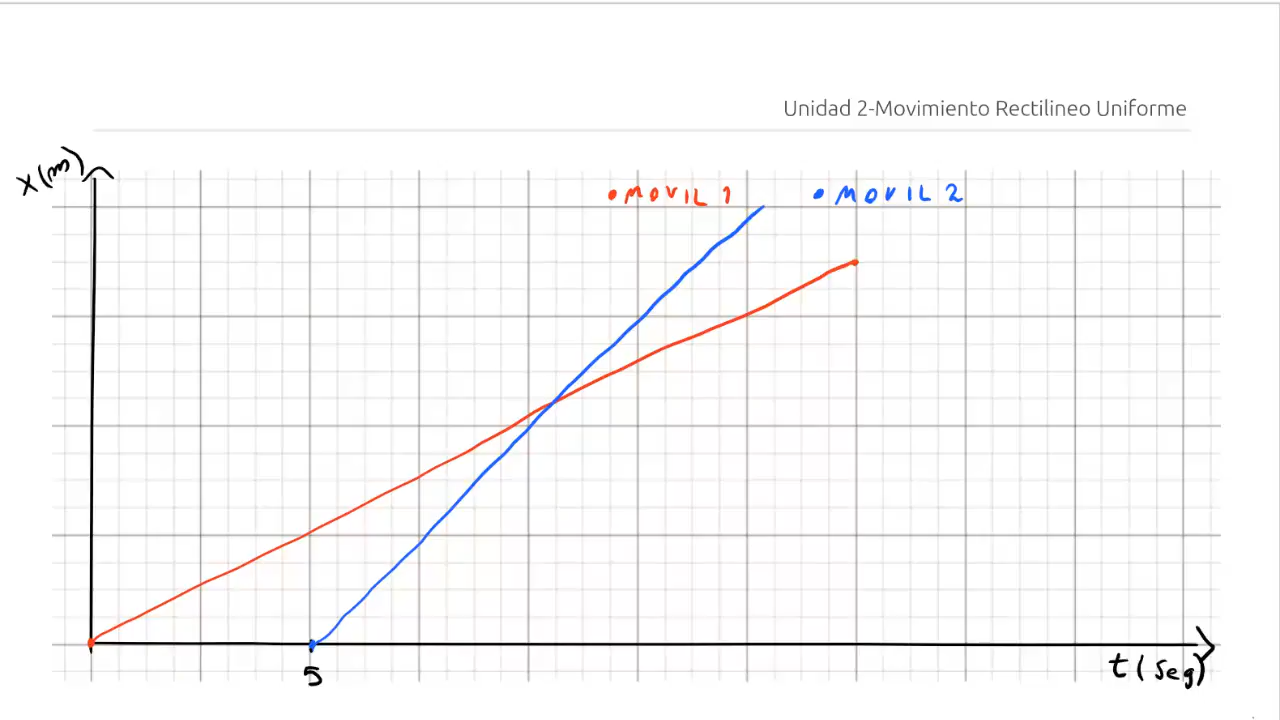 Unidad 2-Movimiento Rectilineo Uniforme
x(m)
• MOVIL 1 • MOVIL 2
5
t(seg)